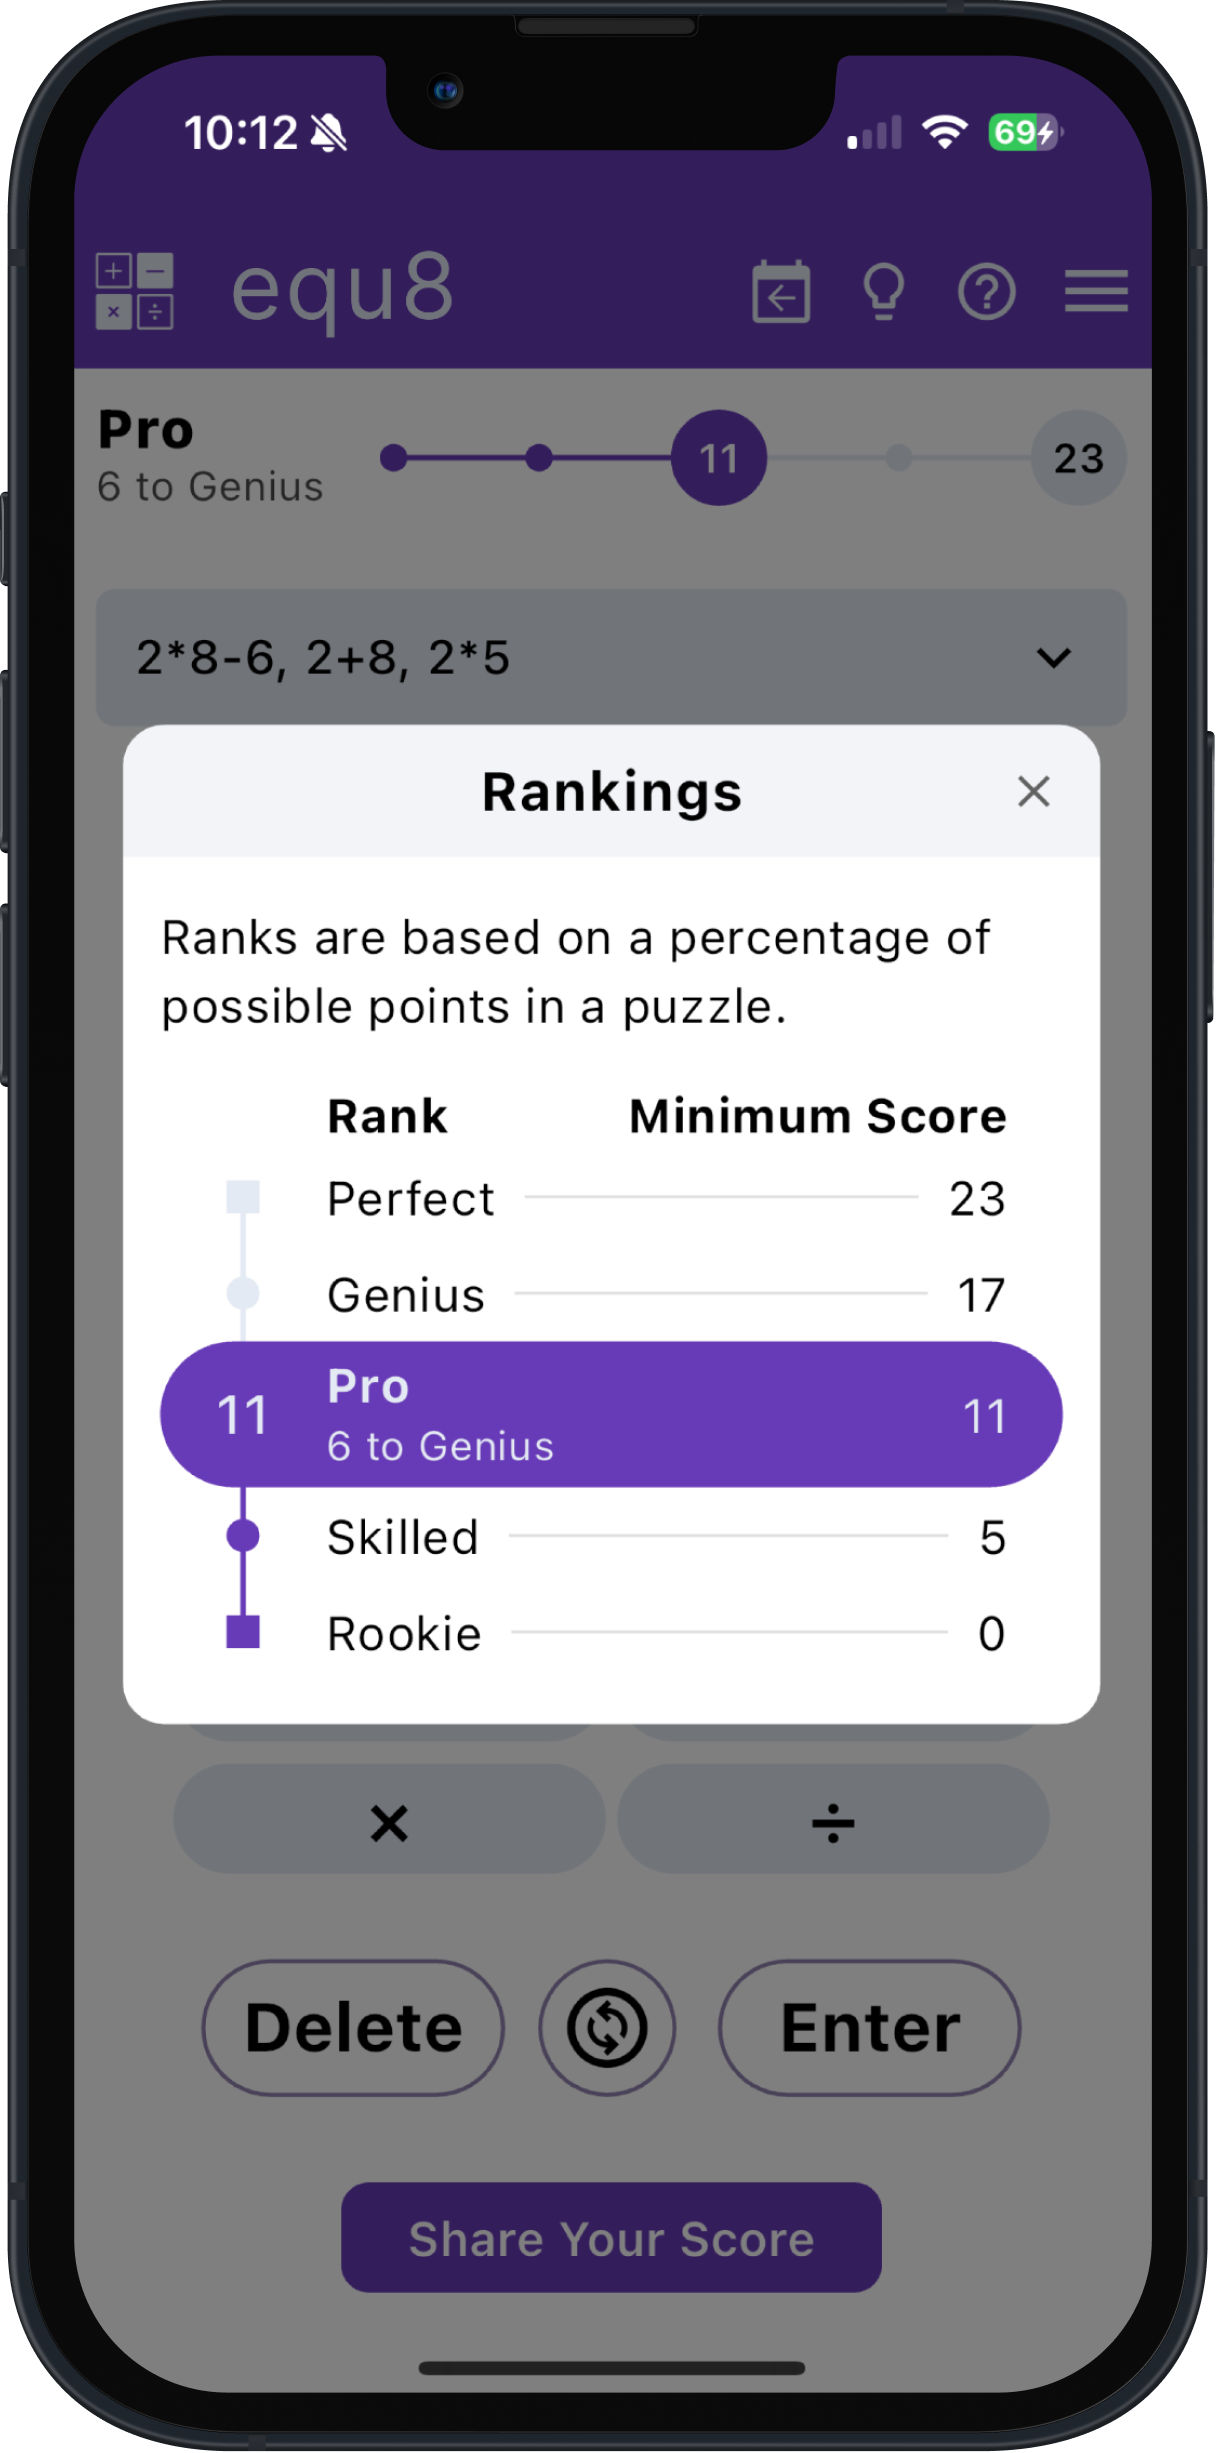 10:12
69
equ8
Pro
6 to Genius
11
23
2*8-6, 2+8, 2*5
Rankings
Ranks are based on a percentage of
possible points in a puzzle.
Rank Minimum Score
Perfect 23
Genius 17
11 Pro 11
6 to Genius
Skilled 5
Rookie 0
× ÷
Delete Enter
Share Your Score